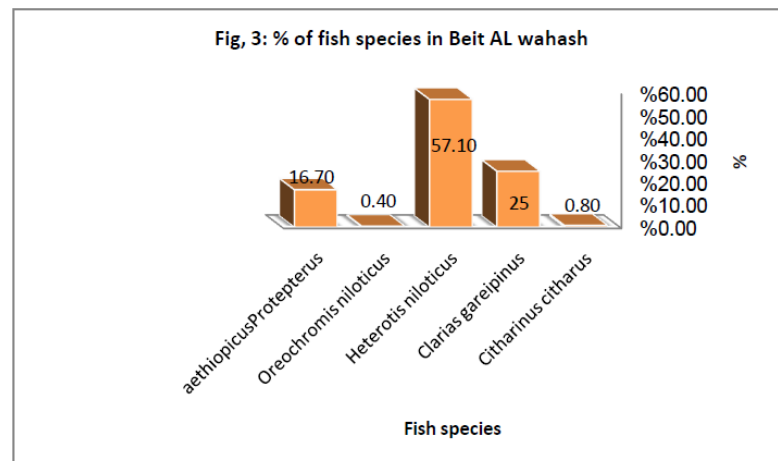 Fig, 3: % of fish species in Beit AL wahash
%60.00
%50.00
%40.00
%30.00
%20.00
%10.00
%0.00
%
16.70
0.40
57.10
25
0.80
aethiopicusProtepterus
Oreochromis niloticus
Heterotis niloticus
Clarias gareipinus
Citharinus citharus
Fish species